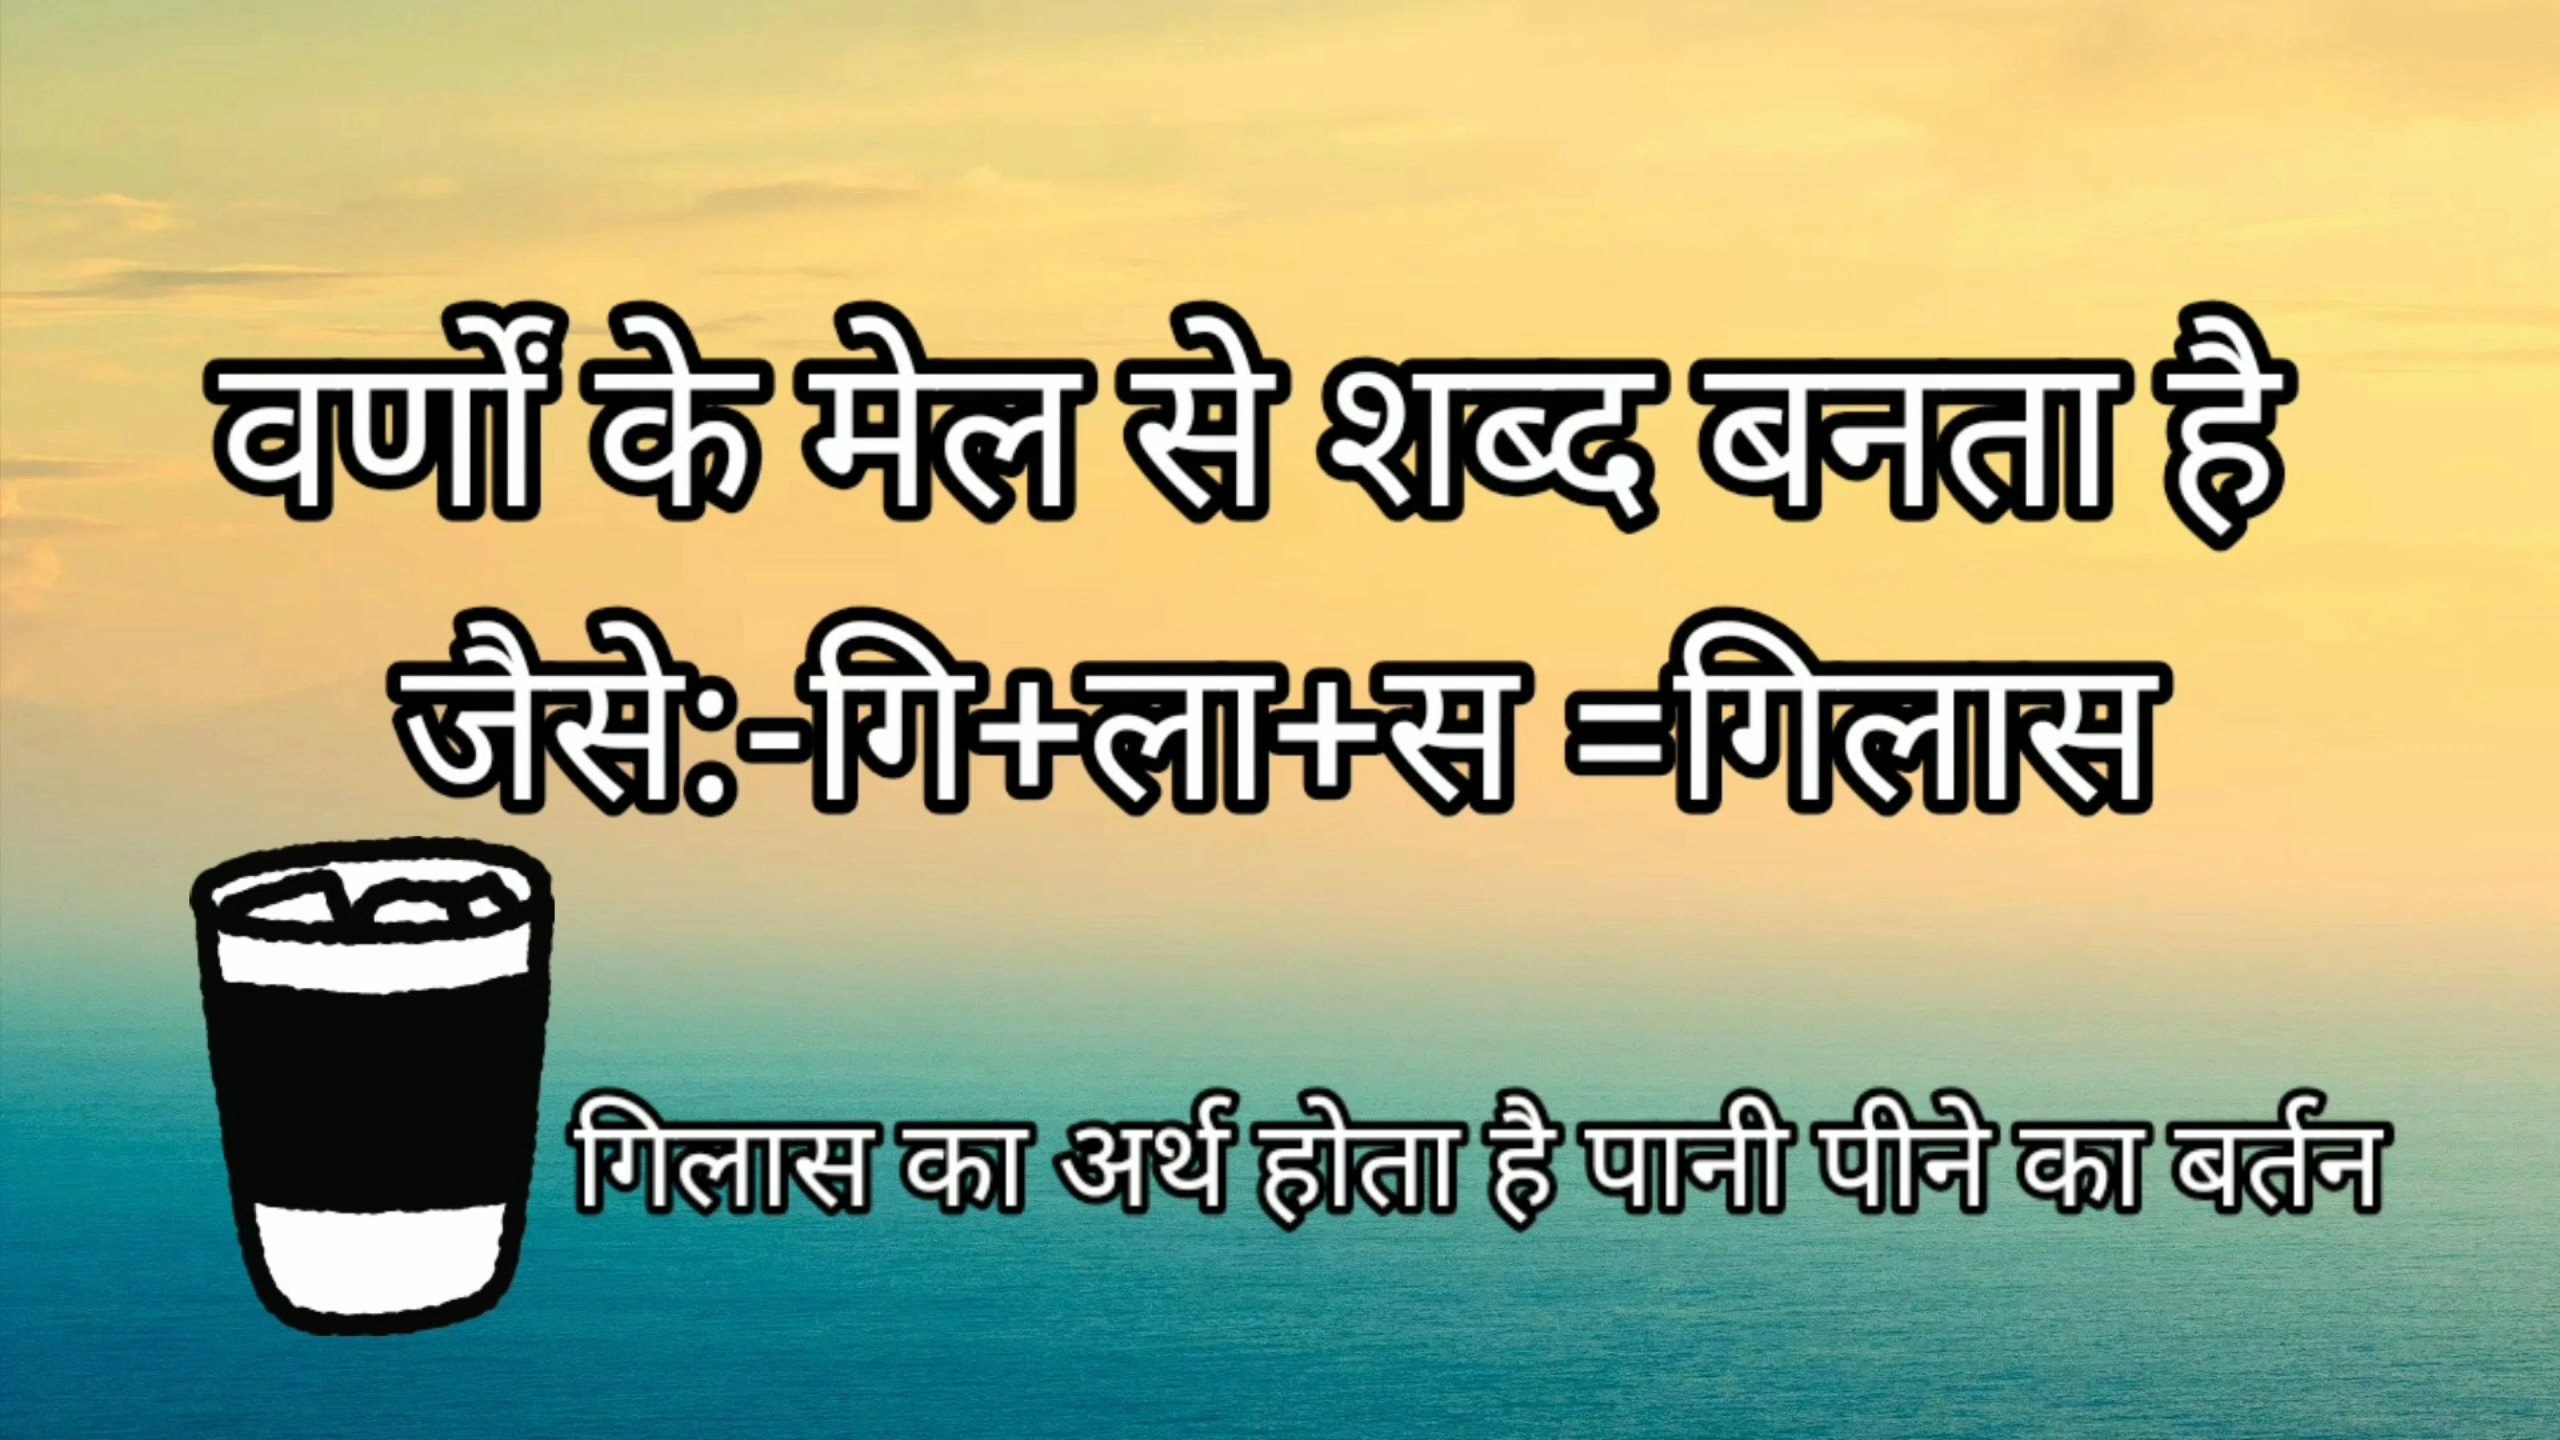 वर्णों के मेल से शब्द बनता है
जैसे:-गि+ला+स =गिलास
गिलास का अर्थ होता है पानी पीने का बर्तन